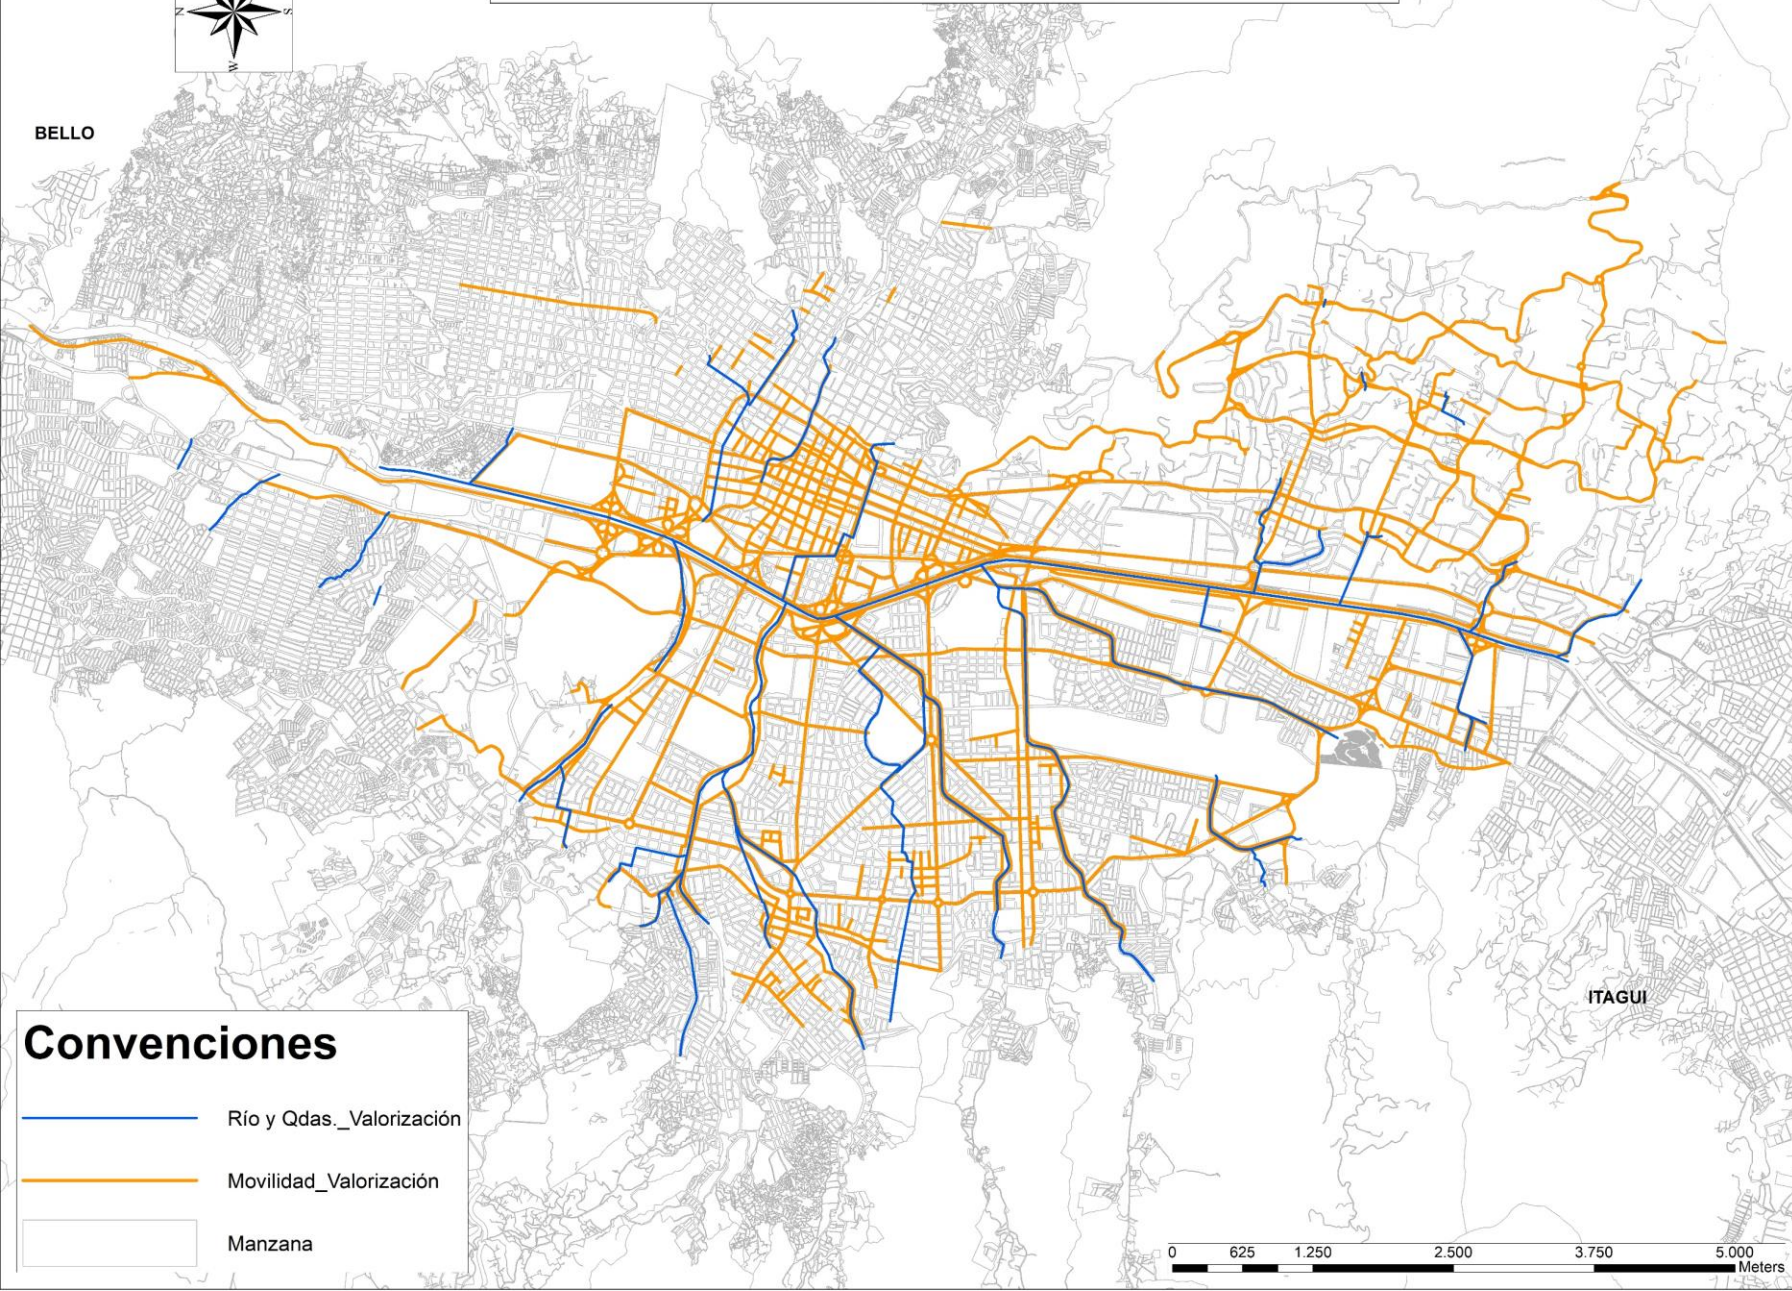 N
S
W
BELLO
ITAGUI
Convenciones
Río y Qdas._Valorización
Movilidad_Valorización
Manzana
0 625 1.250 2.500 3.750 5.000
Meters